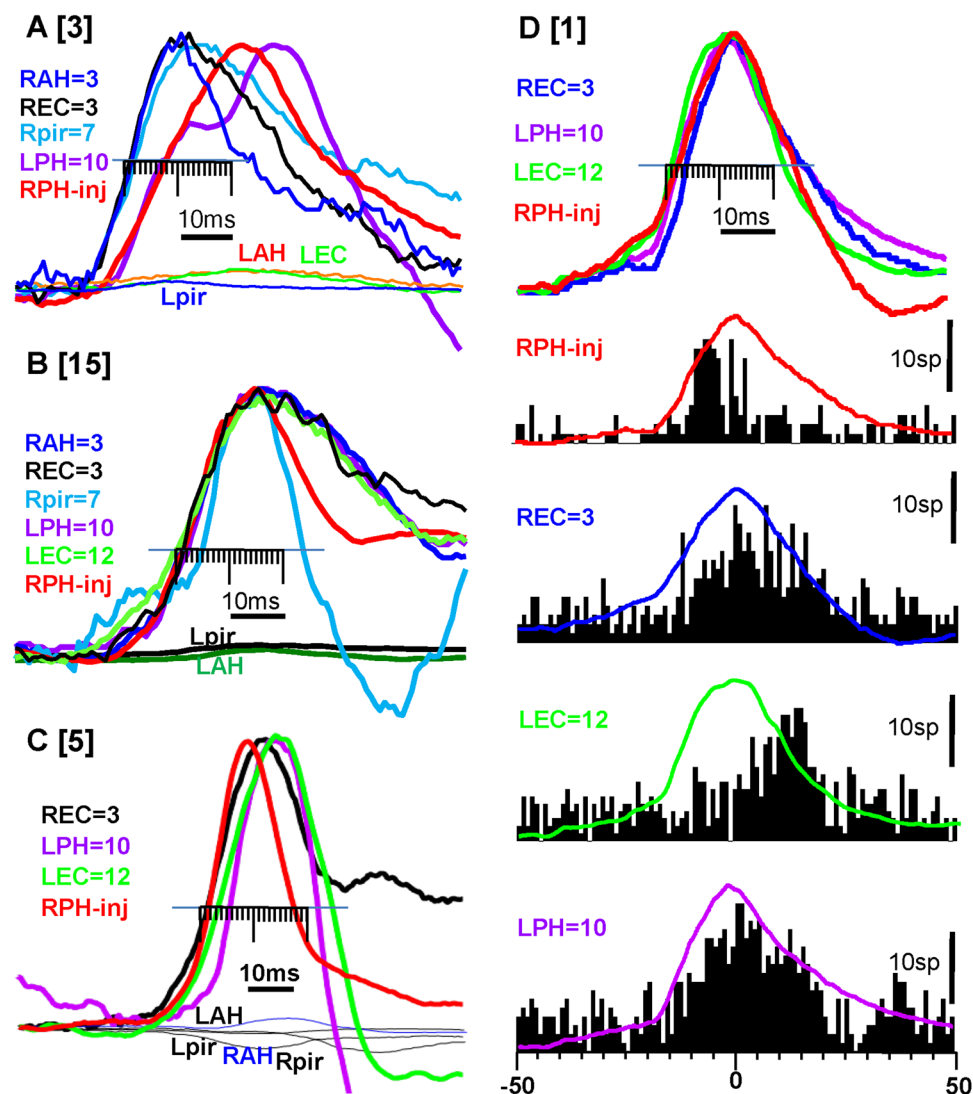 A [3]
RAH=3
REC=3
Rpir=7
LPH=10
RPH-inj
10ms
LAH
LEC
Lpir
B [15]
RAH=3
REC=3
Rpir=7
LPH=10
LEC=12
RPH-inj
10ms
Lpir
LAH
C [5]
REC=3
LPH=10
LEC=12
RPH-inj
10ms
LAH
Lpir
RAH
Rpir
D [1]
REC=3
LPH=10
LEC=12
RPH-inj
10ms
RPH-inj
10sp
REC=3
10sp
LEC=12
10sp
LPH=10
10sp
-50 0 50